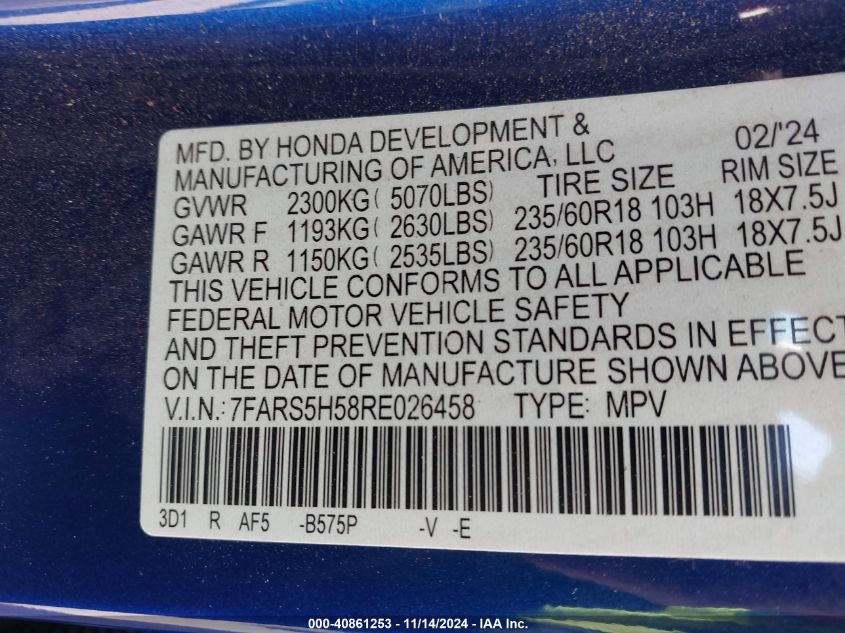 MFD. BY HONDA DEVELOPMENT & 02/'24
MANUFACTURING OF AMERICA, LLC
TIRE SIZE RIM SIZE
GVWR 2300KG( 5070LBS)
GAWR F 1193KG( 2630LBS) 235/60R18 103H 18X7.5J
GAWR R 1150KG( 2535LBS) 235/60R18 103H 18X7.5J
THIS VEHICLE CONFORMS TO ALL APPLICABLE
FEDERAL MOTOR VEHICLE SAFETY
AND THEFT PREVENTION STANDARDS IN EFFECT
ON THE DATE OF MANUFACTURE SHOWN ABOVE
V.I.N.: 7FARS5H58RE026458 TYPE: MPV
3D1 R AF5 -B575P -V -E
000-40861253 - 11/14/2024 - IAA Inc.